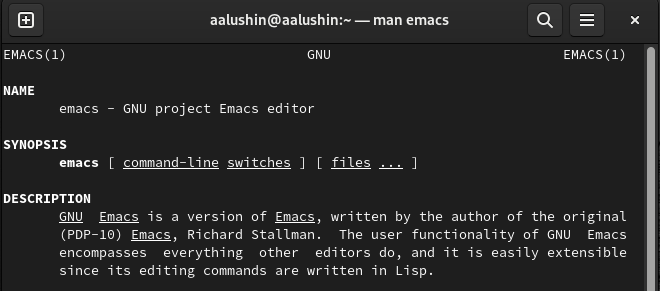 aalushin@aalushin:~ — man emacs
EMACS(1) GNU EMACS(1)
NAME
emacs - GNU project Emacs editor
SYNOPSIS
emacs [ command-line switches ] [ files ... ]
DESCRIPTION
GNU Emacs is a version of Emacs, written by the author of the original
(PDP-10) Emacs, Richard Stallman. The user functionality of GNU Emacs
encompasses everything other editors do, and it is easily extensible
since its editing commands are written in Lisp.